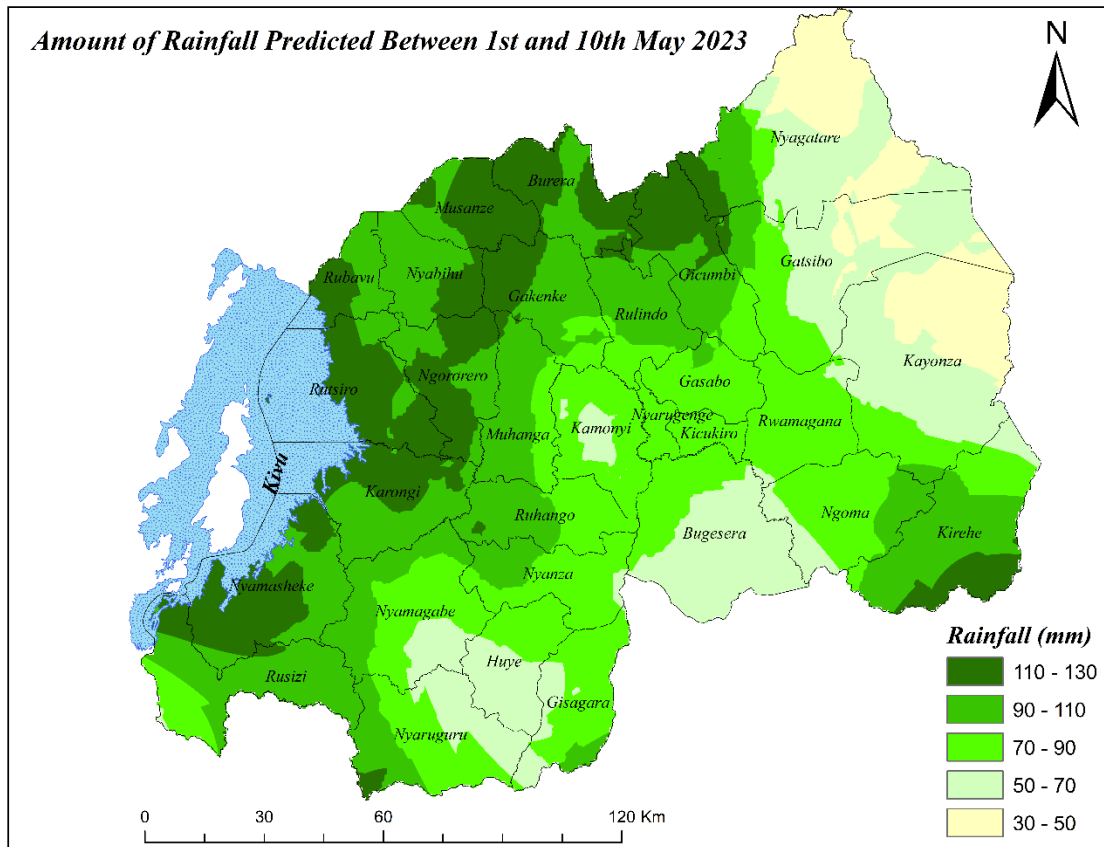 Amount of Rainfall Predicted Between 1st and 10th May 2023
N
Nyagatare
Burera
Musanze
Rubavu
Nyabihu
Gicumbi
Gatsibo
Gakenke
Rulindo
Kayonza
Rutsiro
Ngororero
Gasabo
Nyarugenge
Kamonyi
Muhanga
Kicukiro
Rwamagana
Kivu
Karongi
Ruhango
Bugesera
Ngoma
Kirehe
Nyanza
Nyamasheke
Nyamagabe
Huye
Rusizi
Gisagara
Nyaruguru
Rainfall (mm)
110 - 130
90 - 110
70 - 90
50 - 70
30 - 50
0 30 60 120 Km